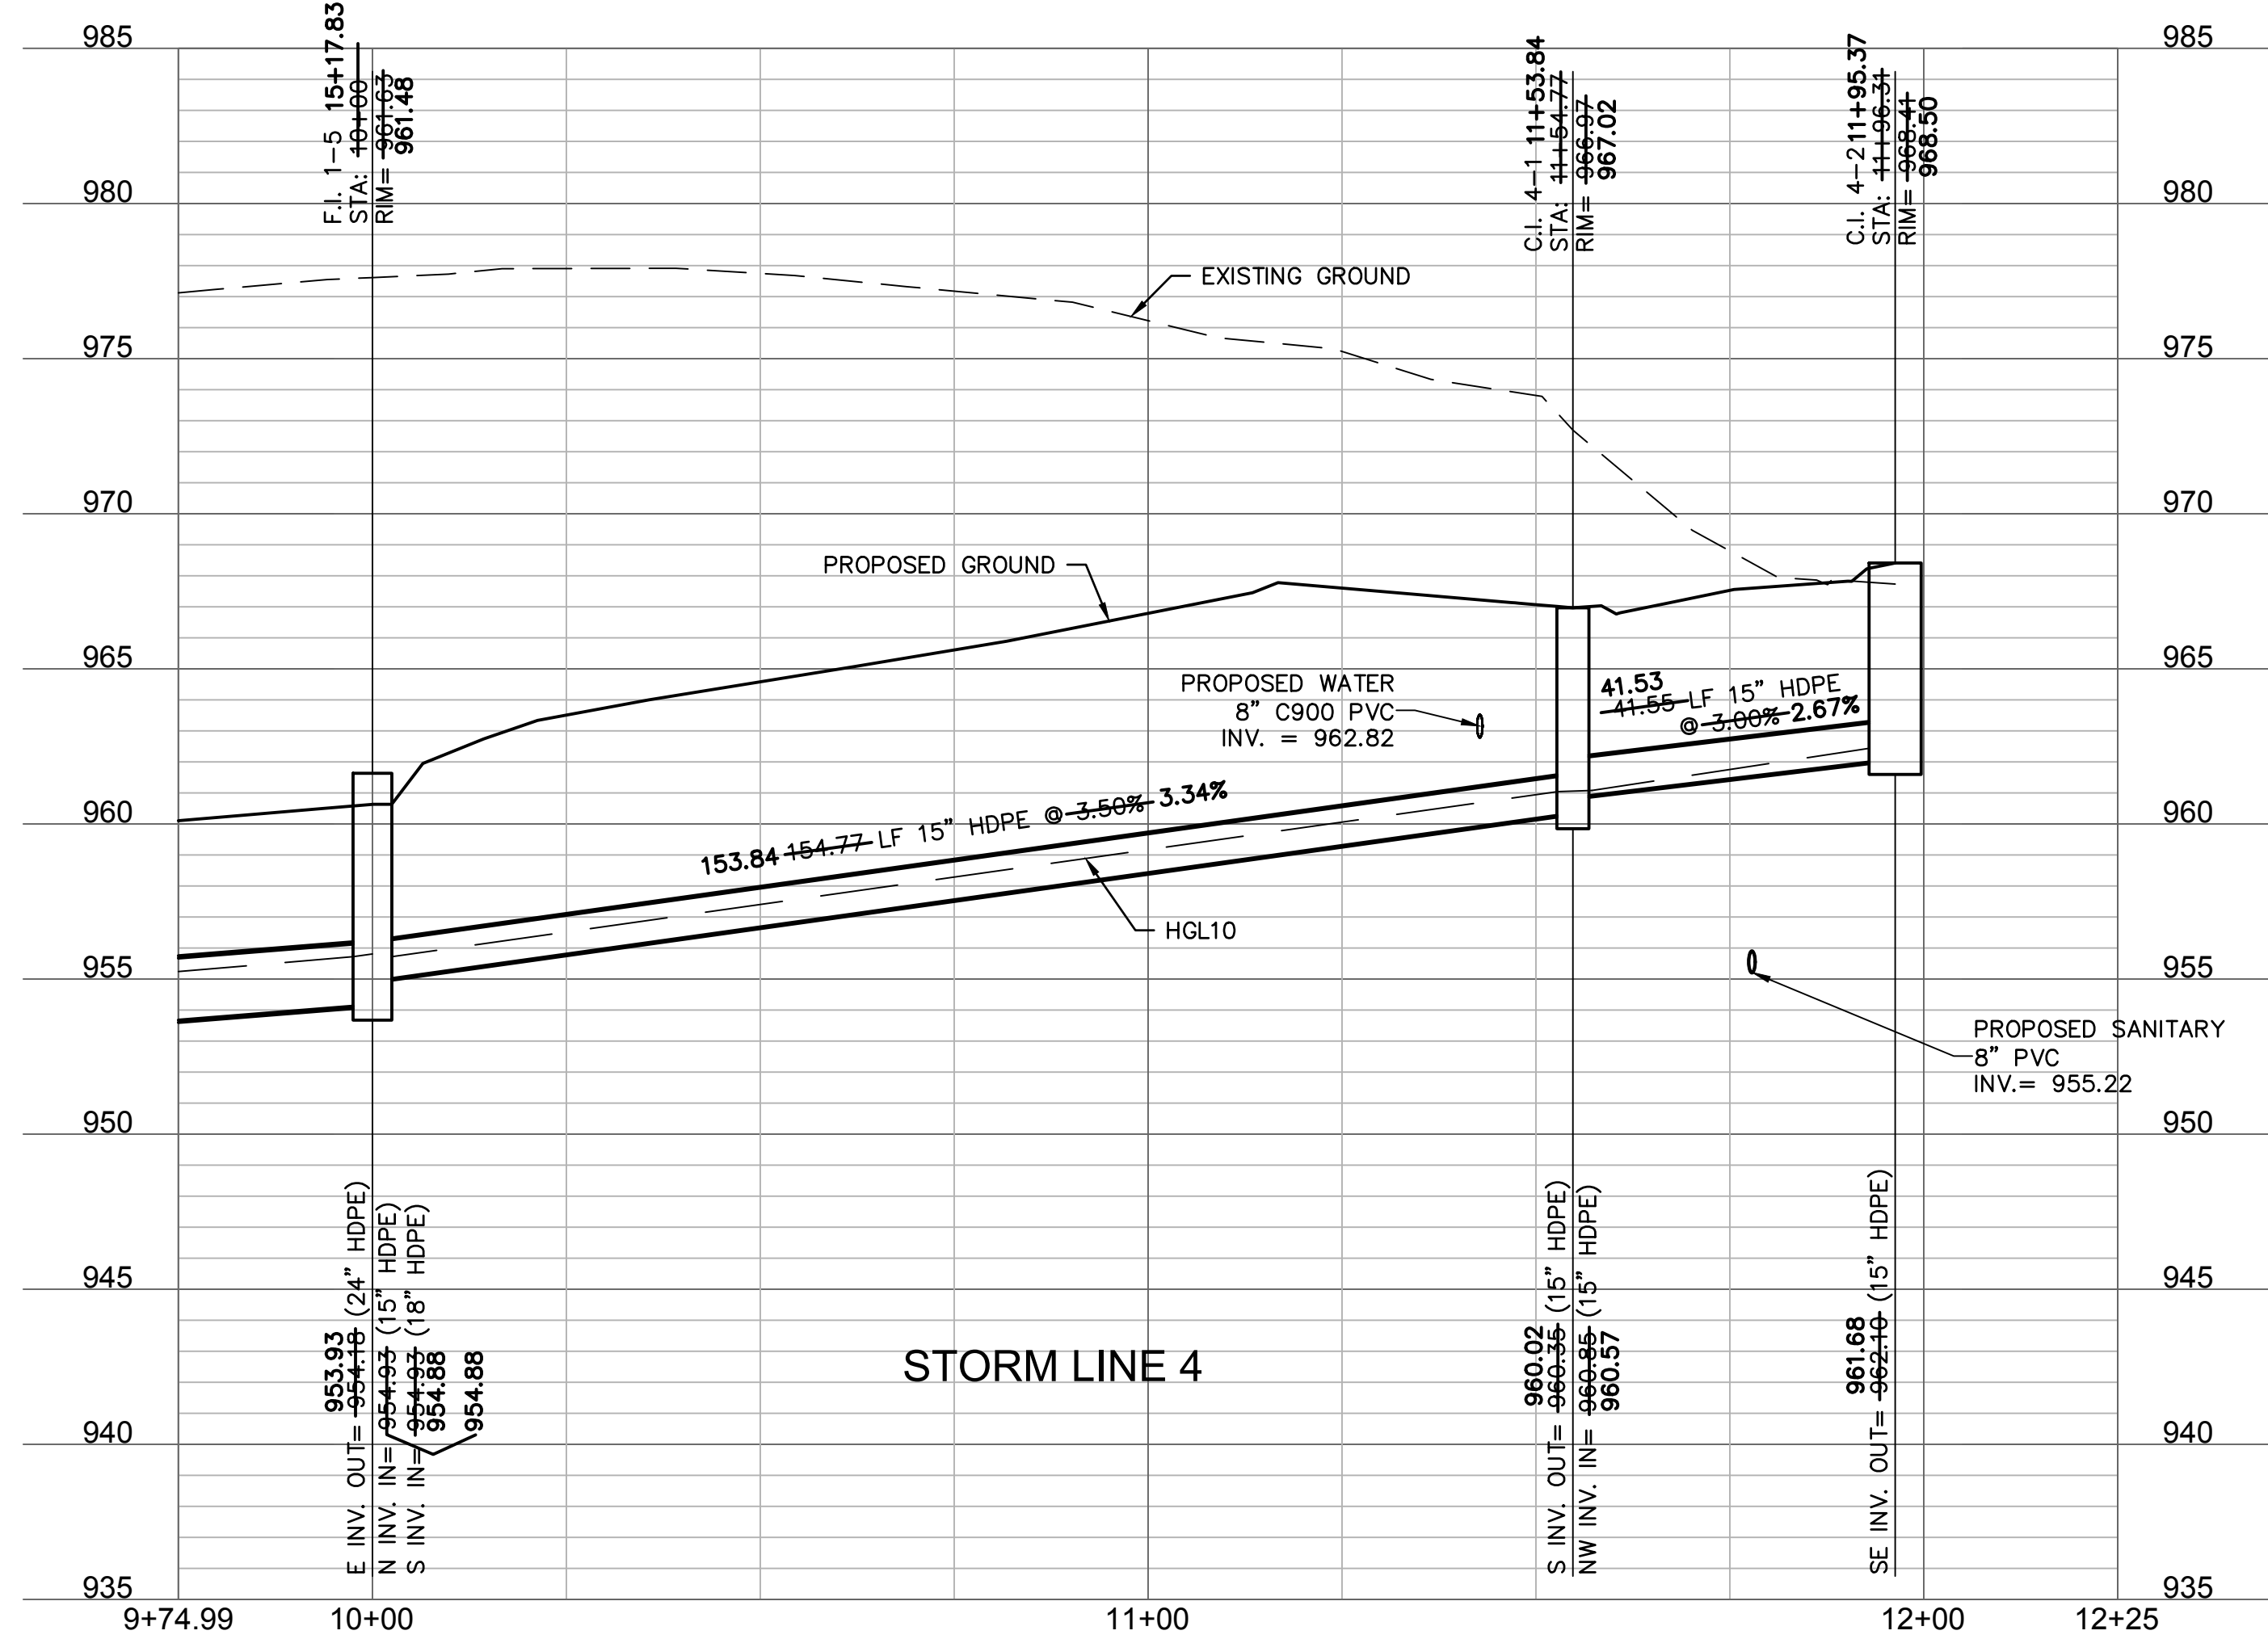 985
980
975
970
965
960
955
950
945
940
935
985
980
975
970
965
960
955
950
945
940
935
F.I. 1-5 15+17.83
STA: 10+00
RIM= 961.63
961.48
C.I. 4-1 11+53.84
STA: 11+54.77
RIM= 966.97
967.02
C.I. 4-2 11+95.37
STA: 11+96.31
RIM= 968.41
968.50
EXISTING GROUND
PROPOSED GROUND
PROPOSED WATER
8" C900 PVC
INV. = 962.82
41.53
41.55 LF 15" HDPE
@ 3.00% 2.67%
153.84 154.77 LF 15" HDPE @ 3.50% 3.34%
HGL10
PROPOSED SANITARY
8" PVC
INV.= 955.22
953.93
E INV. OUT= 954.18 (24" HDPE)
N INV. IN= 954.93 (15" HDPE)
S INV. IN= 954.93 (18" HDPE)
954.88
954.88
STORM LINE 4
960.02
S INV. OUT= 960.35 (15" HDPE)
NW INV. IN= 960.85 (15" HDPE)
960.57
961.68
SE INV. OUT= 962.10 (15" HDPE)
9+74.99
10+00
11+00
12+00
12+25